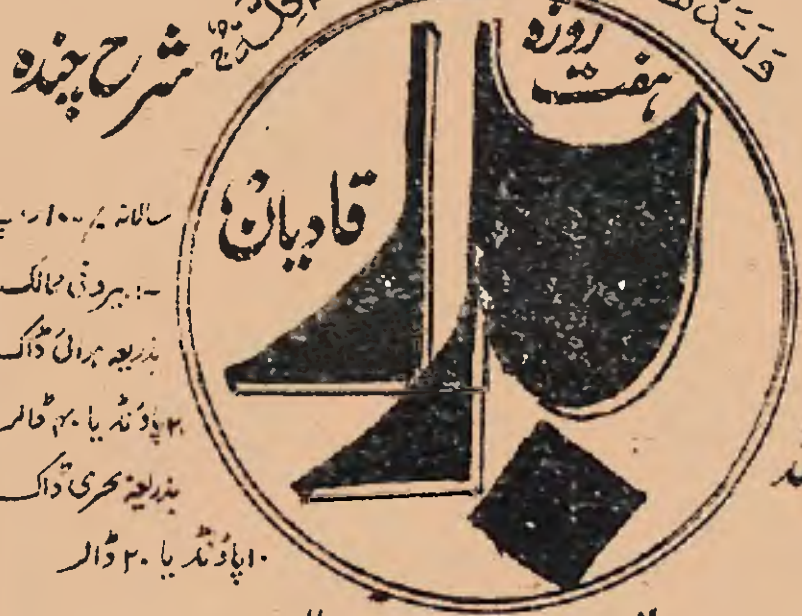 ہفت روزہ
بدر
قادیان
شرح چندہ
سالانہ ۱۰۰/-
بیرونی ممالک :-
بذریعہ ہوائی ڈاک
پاؤنڈ یا ۴۰ ڈالر
بذریعہ بحری ڈاک
۱۰ پاؤنڈ یا ۲۰ ڈالر